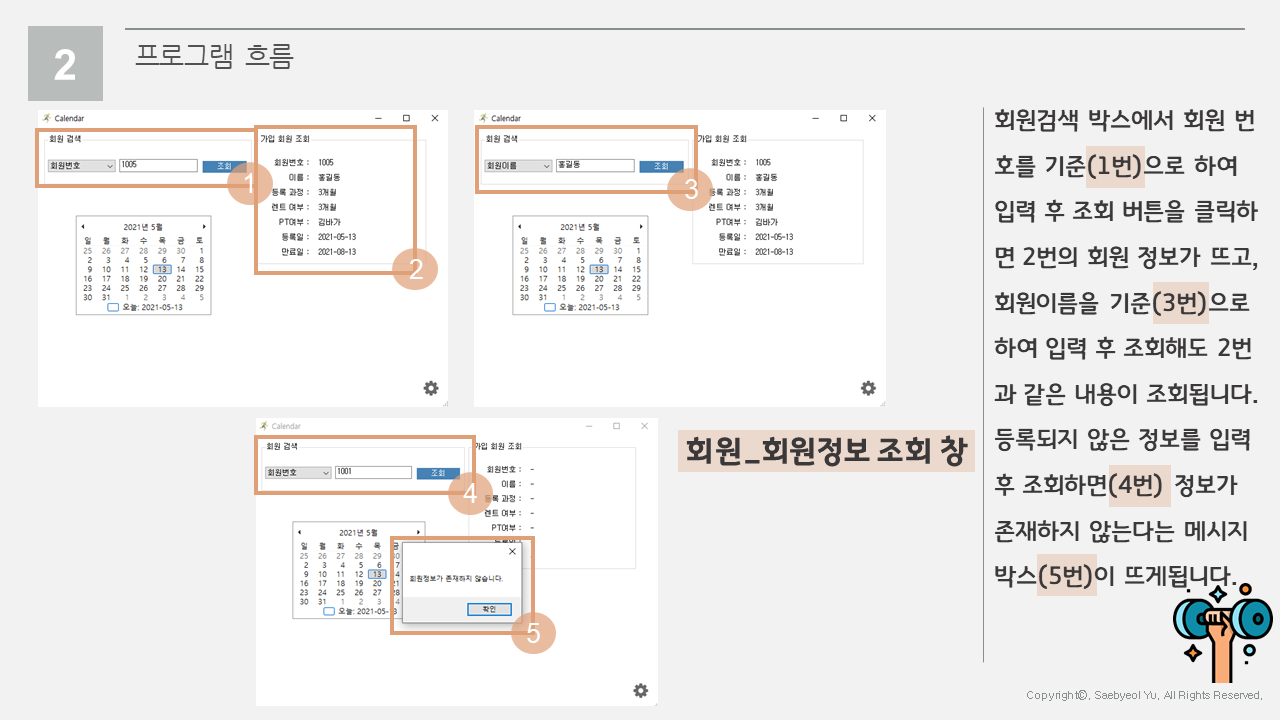 2
프로그램 흐름
Calendar
회원 검색
회원번호 1005 조회
1
가입 회원 조회
회원번호 : 1005
이름 : 홍길동
등록 과정 : 3개월
렌트 여부 : 3개월
PT여부 : 김바가
등록일 : 2021-05-13
만료일 : 2021-08-13
2
2021년 5월
일 월 화 수 목 금 토
25 26 27 28 29 30 1
2 3 4 5 6 7 8
9 10 11 12 13 14 15
16 17 18 19 20 21 22
23 24 25 26 27 28 29
30 31 1 2 3 4 5
오늘: 2021-05-13
Calendar
회원 검색
회원이름 홍길동 조회
3
가입 회원 조회
회원번호 : 1005
이름 : 홍길동
등록 과정 : 3개월
렌트 여부 : 3개월
PT여부 : 김바가
등록일 : 2021-05-13
만료일 : 2021-08-13
2021년 5월
일 월 화 수 목 금 토
25 26 27 28 29 30 1
2 3 4 5 6 7 8
9 10 11 12 13 14 15
16 17 18 19 20 21 22
23 24 25 26 27 28 29
30 31 1 2 3 4 5
오늘: 2021-05-13
Calendar
회원 검색
회원번호 1001 조회
4
가입 회원 조회
회원번호 : -
이름 : -
등록 과정 : -
렌트 여부 : -
PT여부 : -
2021년 5월
일 월 화 수 목 금
25 26 27 28 29
2 3 4 5 6 7
9 10 11 12 13 14
16 17 18 19 20
23 24 25 26 27
30 31 1 2 3 4
오늘: 2021-05-13
회원정보가 존재하지 않습니다.
확인
5
회원_회원정보 조회 창
회원검색 박스에서 회원 번
호를 기준(1번)으로 하여
입력 후 조회 버튼을 클릭하
면 2번의 회원 정보가 뜨고,
회원이름을 기준(3번)으로
하여 입력 후 조회해도 2번
과 같은 내용이 조회됩니다.
등록되지 않은 정보를 입력
후 조회하면(4번) 정보가
존재하지 않는다는 메시지
박스(5번)이 뜨게됩니다.
Copyrightⓒ. Saebyeol Yu. All Rights Reserved.